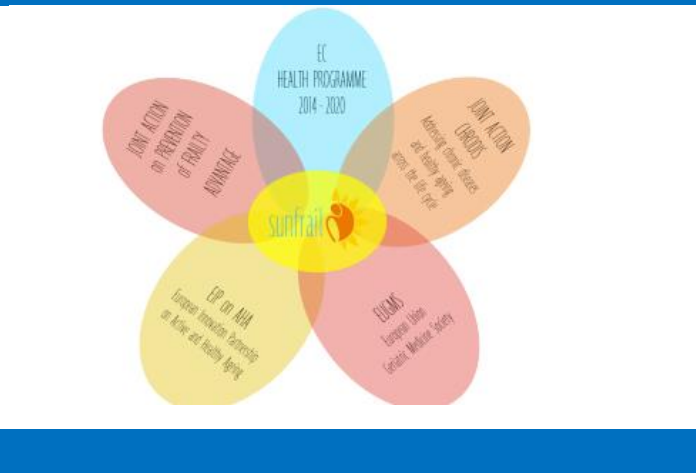 EC
HEALTH PROGRAMME
2014 - 2020
JOINT ACTION
on PREVENTION
of FRAILTY
ADVANTAGE
JOINT ACTION
CHRODIS
Addressing chronic diseases
and healthy ageing
across the life cycle
sunfrail
EIP on AHA
European Innovation Partnership
on Active and Healthy Ageing
EUGMS
European Union
Geriatric Medicine Society